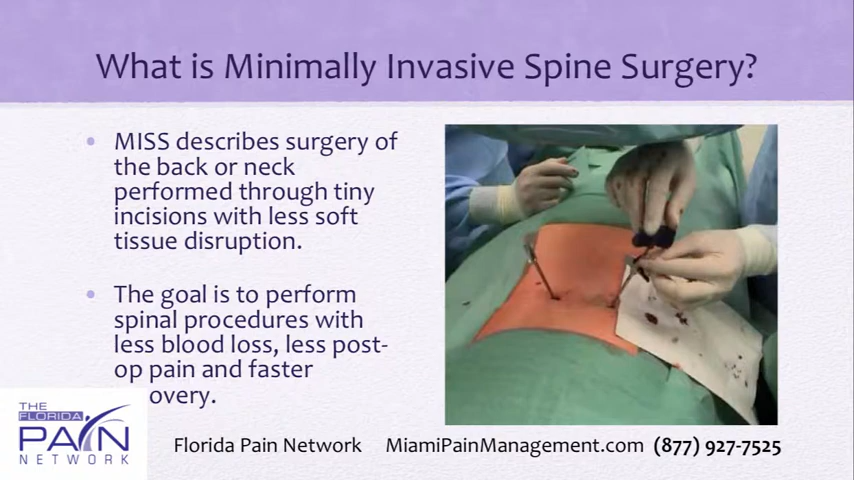 What is Minimally Invasive Spine Surgery?
• MISS describes surgery of
the back or neck
performed through tiny
incisions with less soft
tissue disruption.
• The goal is to perform
spinal procedures with
less blood loss, less post-
op pain and faster
overy.
THE
FLORIDA
PAIN
NETWORK
Florida Pain Network MiamiPainManagement.com (877) 927-7525